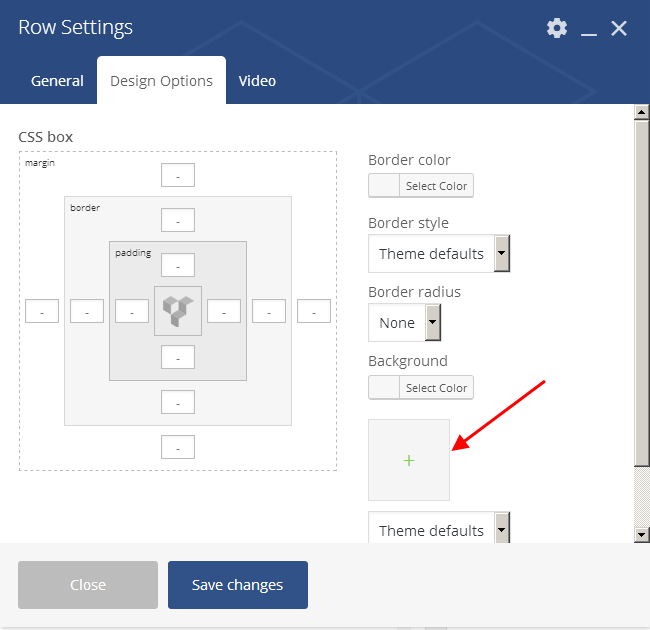 Row Settings
General
Design Options
Video
CSS box
margin
-
border
-
padding
-
- - - - - -
-
-
-
Border color
Select Color
Border style
Theme defaults
Border radius
None
Background
Select Color
+
Theme defaults
Close
Save changes